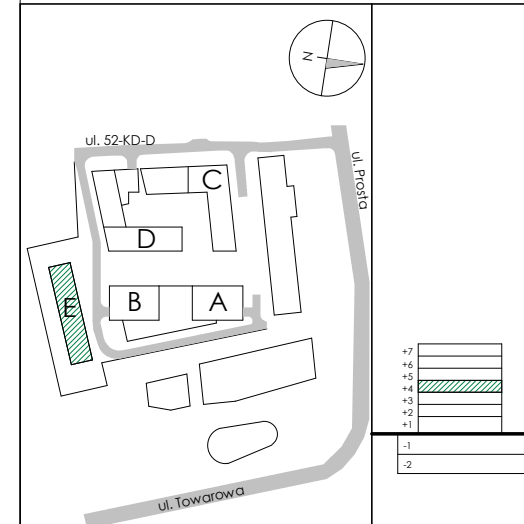 N
ul. 52-KD-D
C
ul. Prosta
D
E
B
A
ul. Towarowa
+7
+6
+5
+4
+3
+2
+1
-1
-2